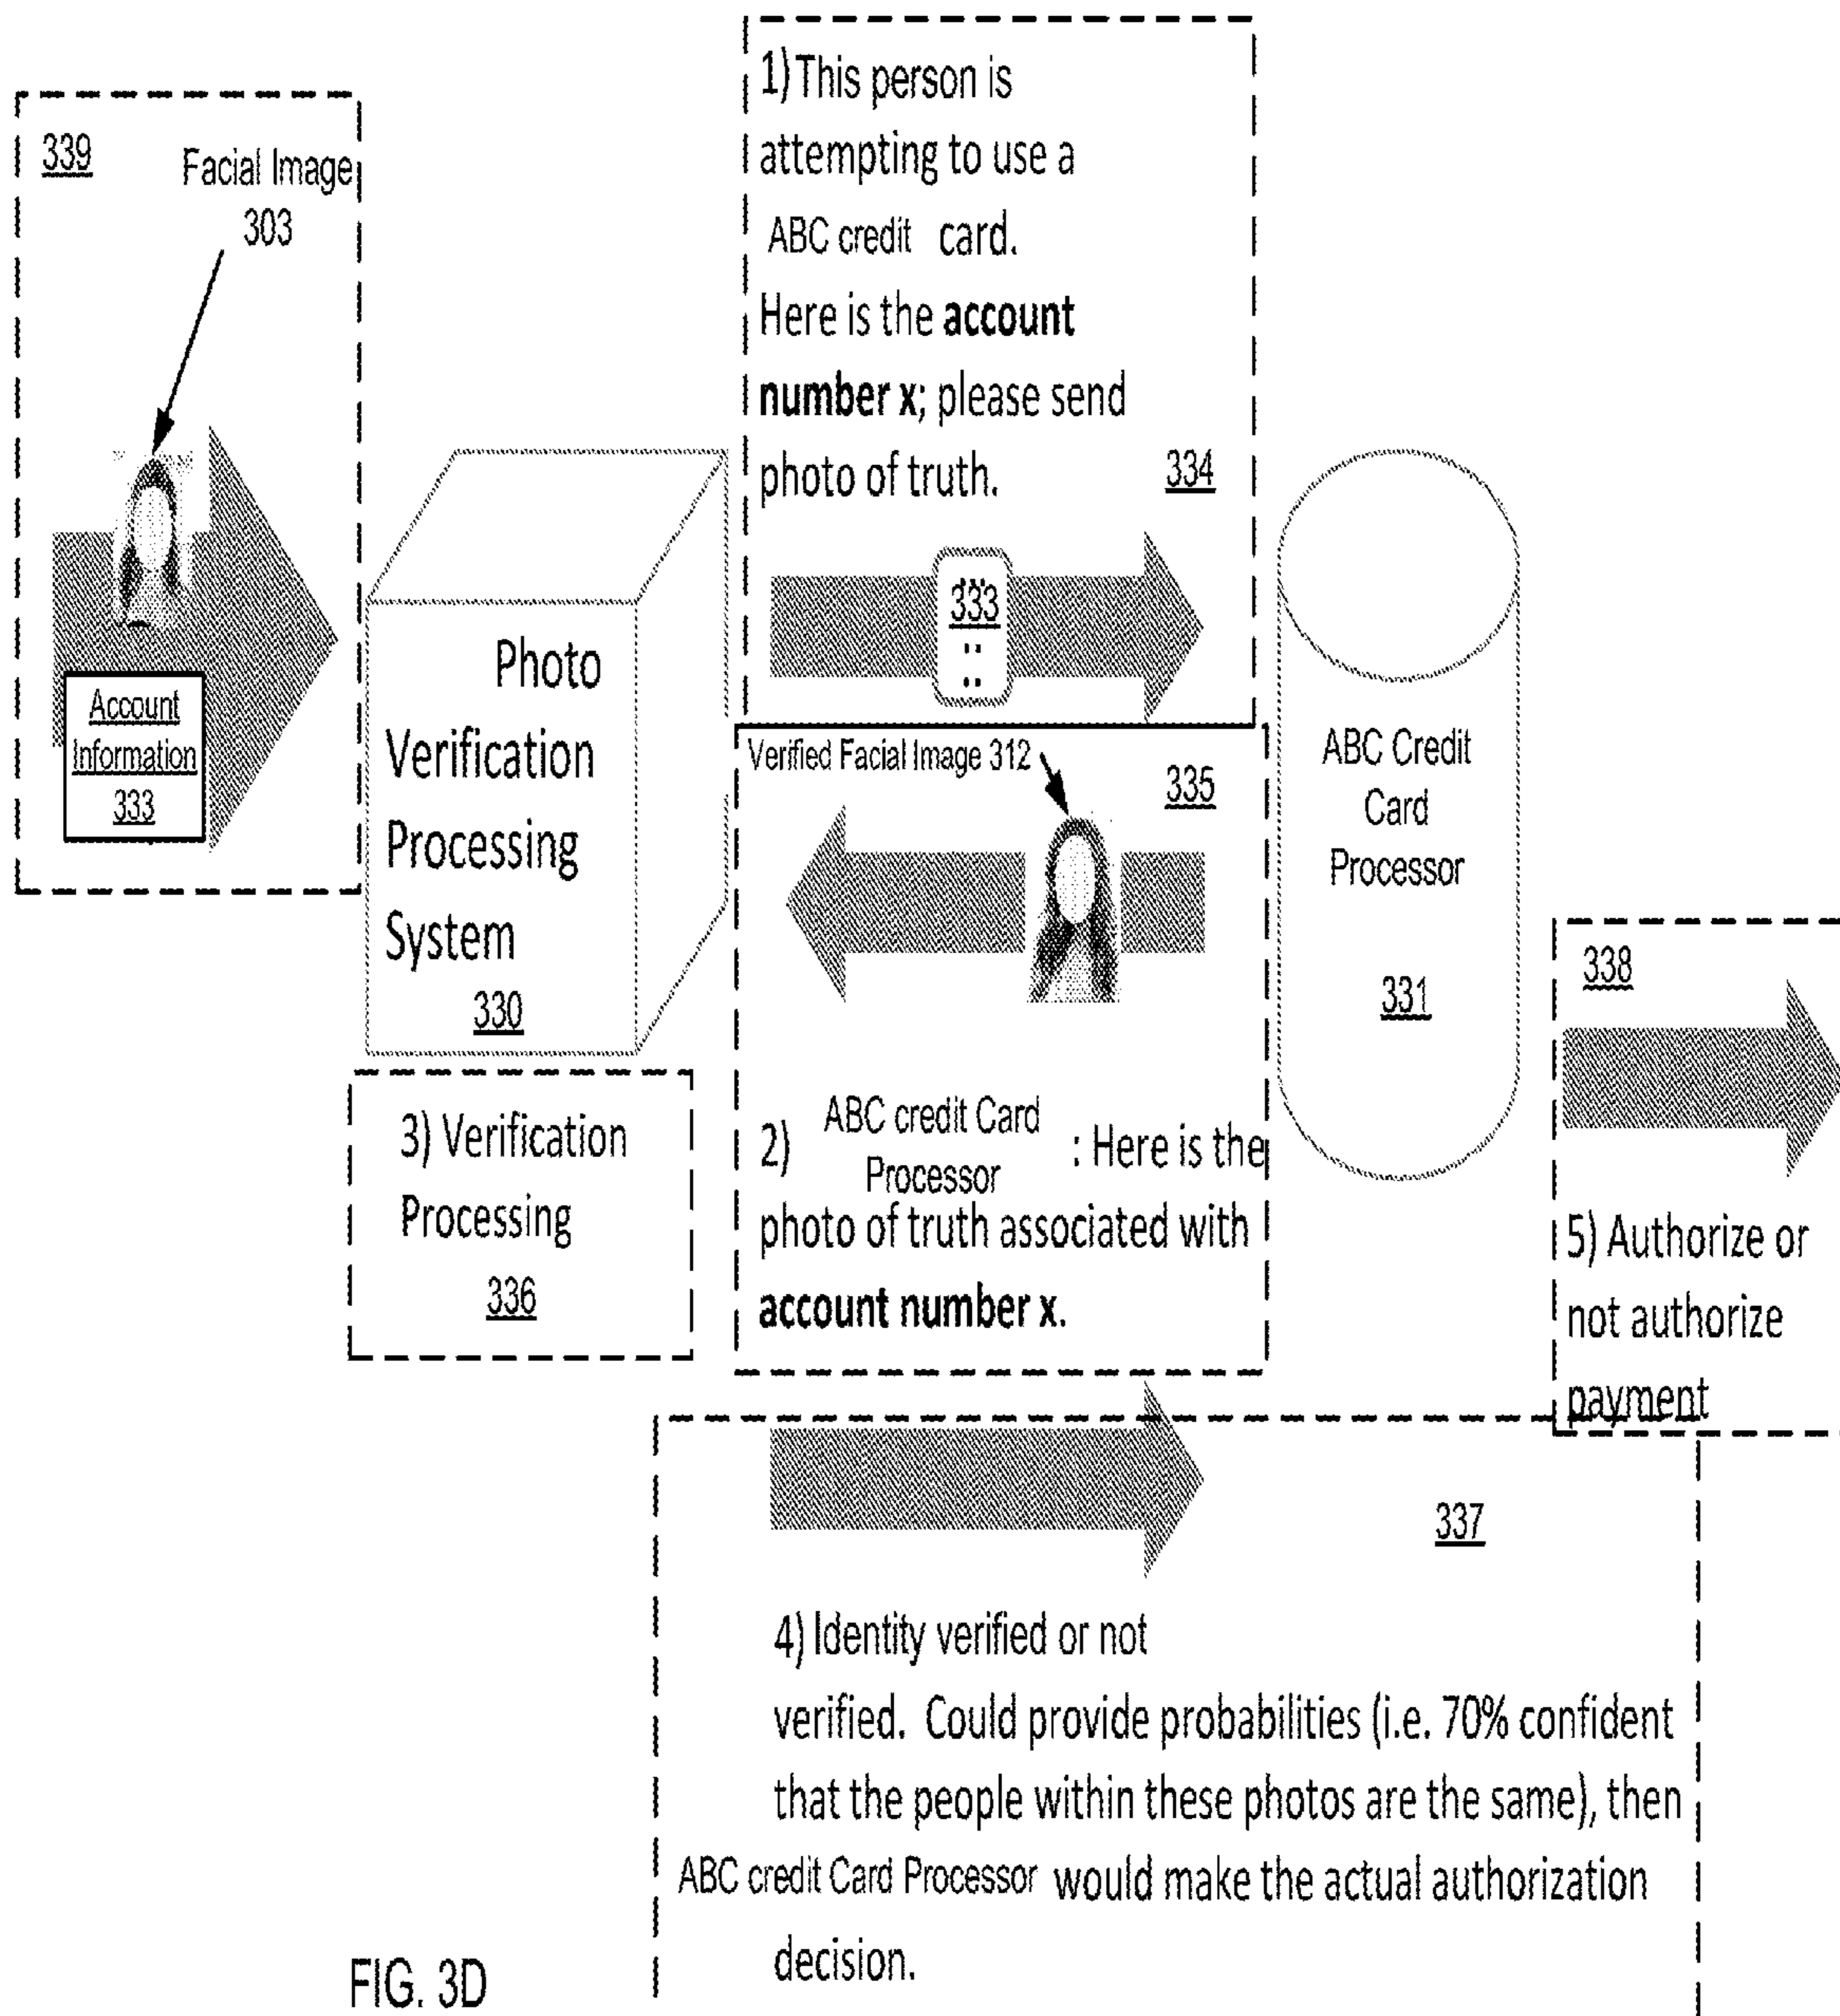 339
Facial Image
303
Account
Information
333
Photo
Verification
Processing
System
330
1) This person is
attempting to use a
ABC credit card.
Here is the account
number x; please send
photo of truth.
334
333
Verified Facial Image 312
335
2) ABC credit Card
Processor : Here is the
photo of truth associated with
account number x.
ABC Credit
Card
Processor
331
3) Verification
Processing
336
338
5) Authorize or
not authorize
payment
337
4) Identity verified or not
verified. Could provide probabilities (i.e. 70% confident
that the people within these photos are the same), then
ABC credit Card Processor would make the actual authorization
decision.
FIG. 3D